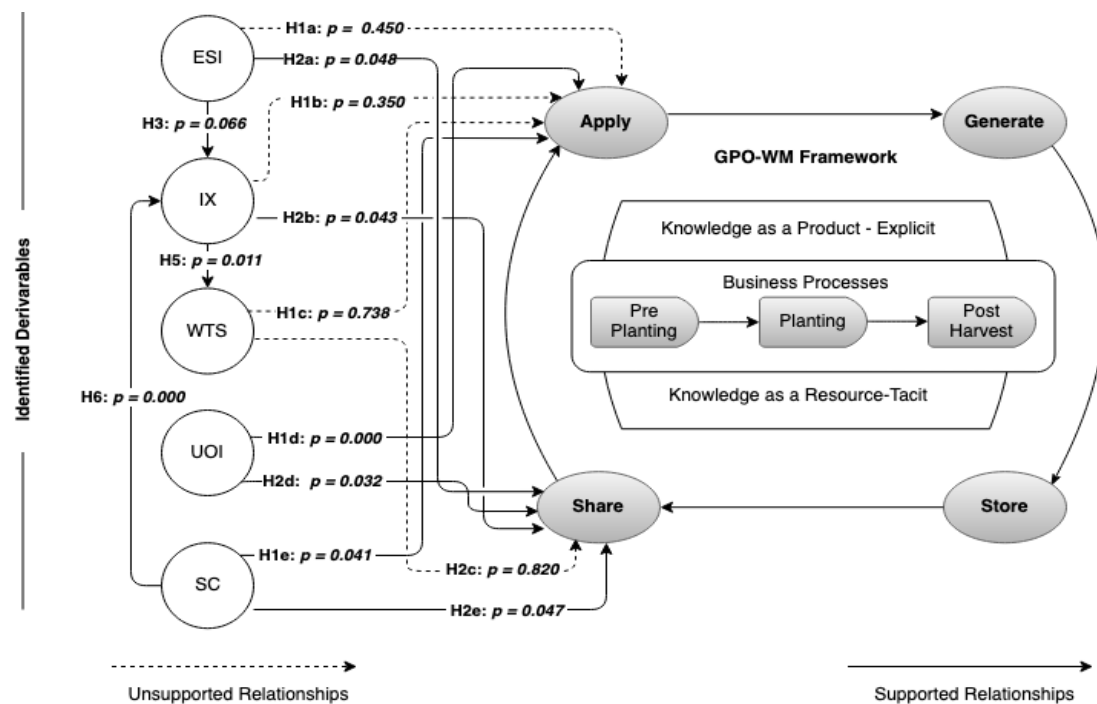 H1a: p = 0.450
ESI
H2a: p = 0.048
H1b: p = 0.350
Apply
Generate
H3: p = 0.066
GPO-WM Framework
IX
H2b: p = 0.043
Knowledge as a Product - Explicit
H5: p = 0.011
Business Processes
Identified Derivarables
WTS
H1c: p = 0.738
Pre
Planting
Planting
Post
Harvest
H6: p = 0.000
Knowledge as a Resource-Tacit
H1d: p = 0.000
UOI
H2d: p = 0.032
Share
Store
H1e: p = 0.041
H2c: p = 0.820
SC
H2e: p = 0.047
Unsupported Relationships
Supported Relationships